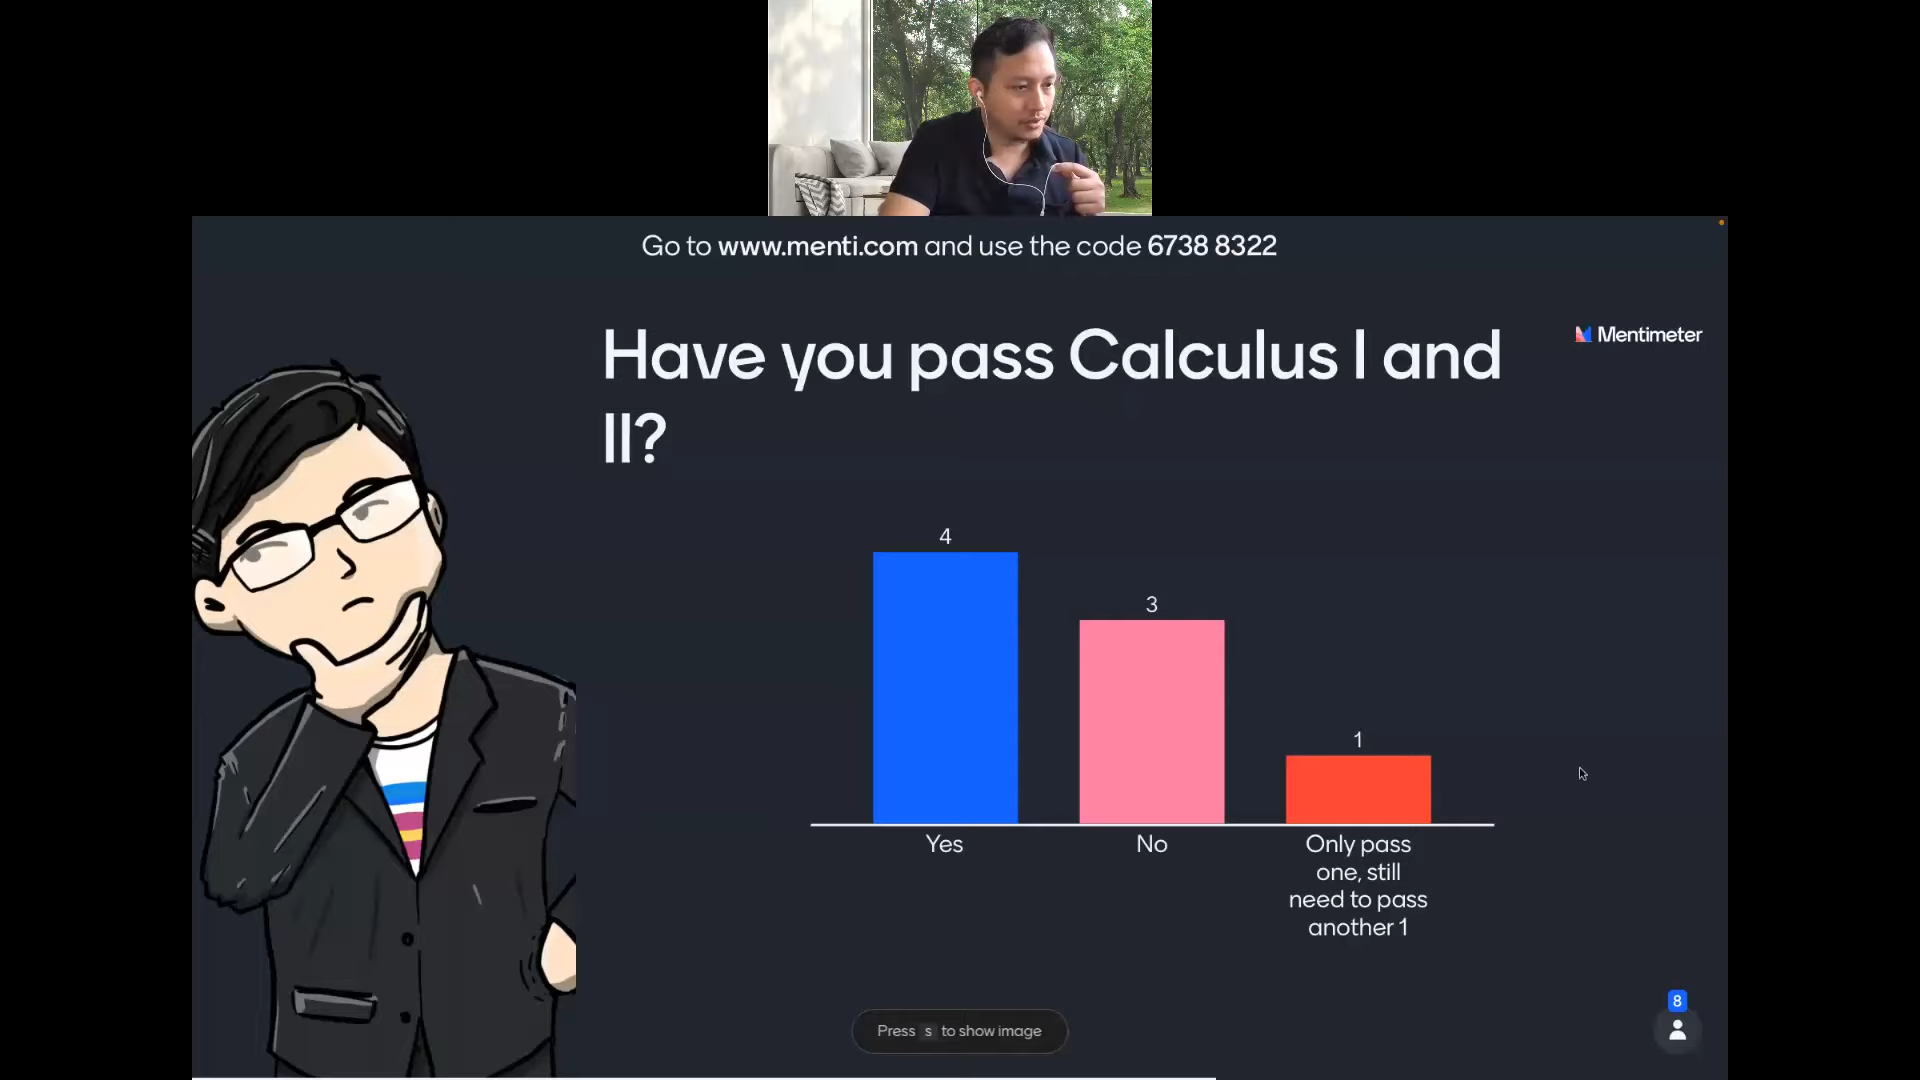 Go to www.menti.com and use the code 6738 8322
Mentimeter
Have you pass Calculus I and
II?
4
3
1
Yes
No
Only pass
one, still
need to pass
another 1
8
Press s to show image